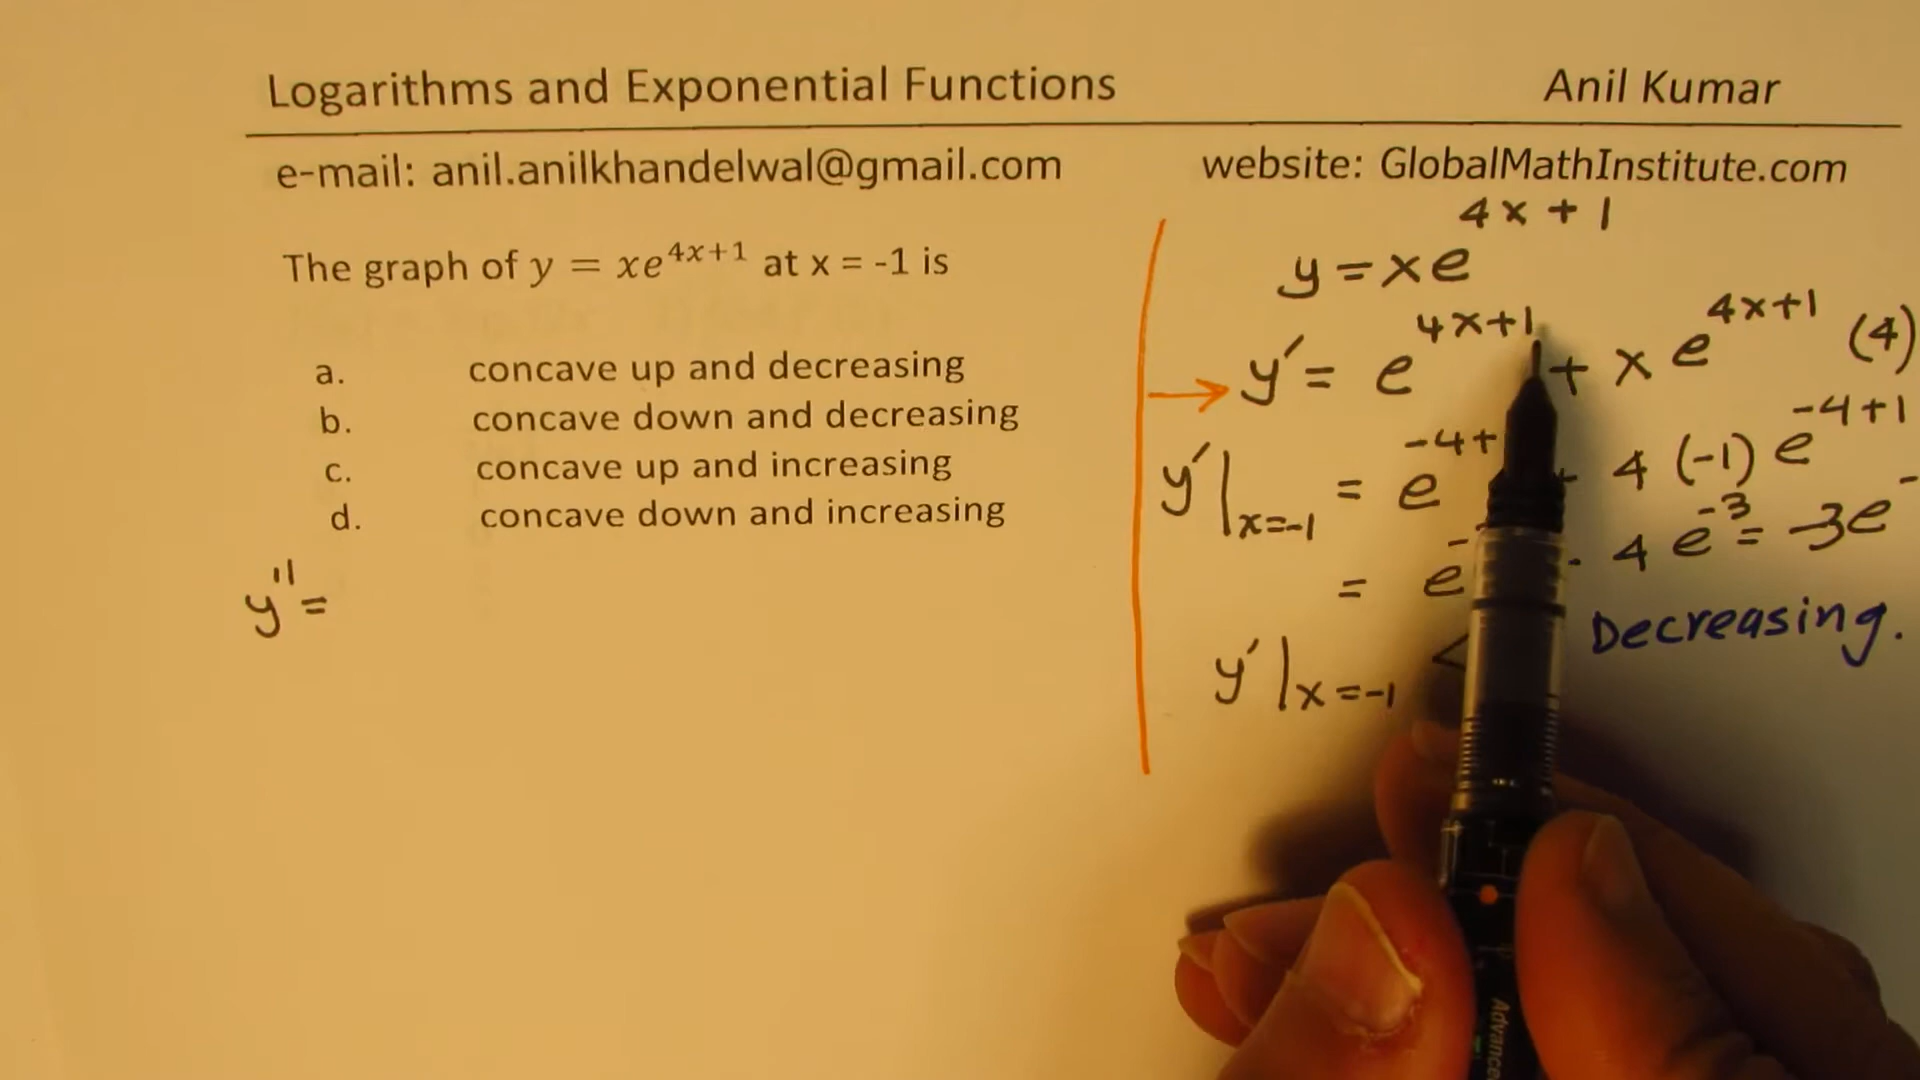 Logarithms and Exponential Functions Anil Kumar
e-mail: anil.anilkhandelwal@gmail.com website: GlobalMathInstitute.com
The graph of y = xe^{4x+1} at x = -1 is
a. concave up and decreasing
b. concave down and decreasing
c. concave up and increasing
d. concave down and increasing
y'' =
y = xe^{4x+1}
y' = e^{4x+1} + x e^{4x+1} (4)
y'|_{x=-1} = e^{-4+ 4 (-1) e^{-4+1}
= e^{- 4 e^{-3} = -3e^{-
y'|_{x=-1} < Decreasing.
Advance